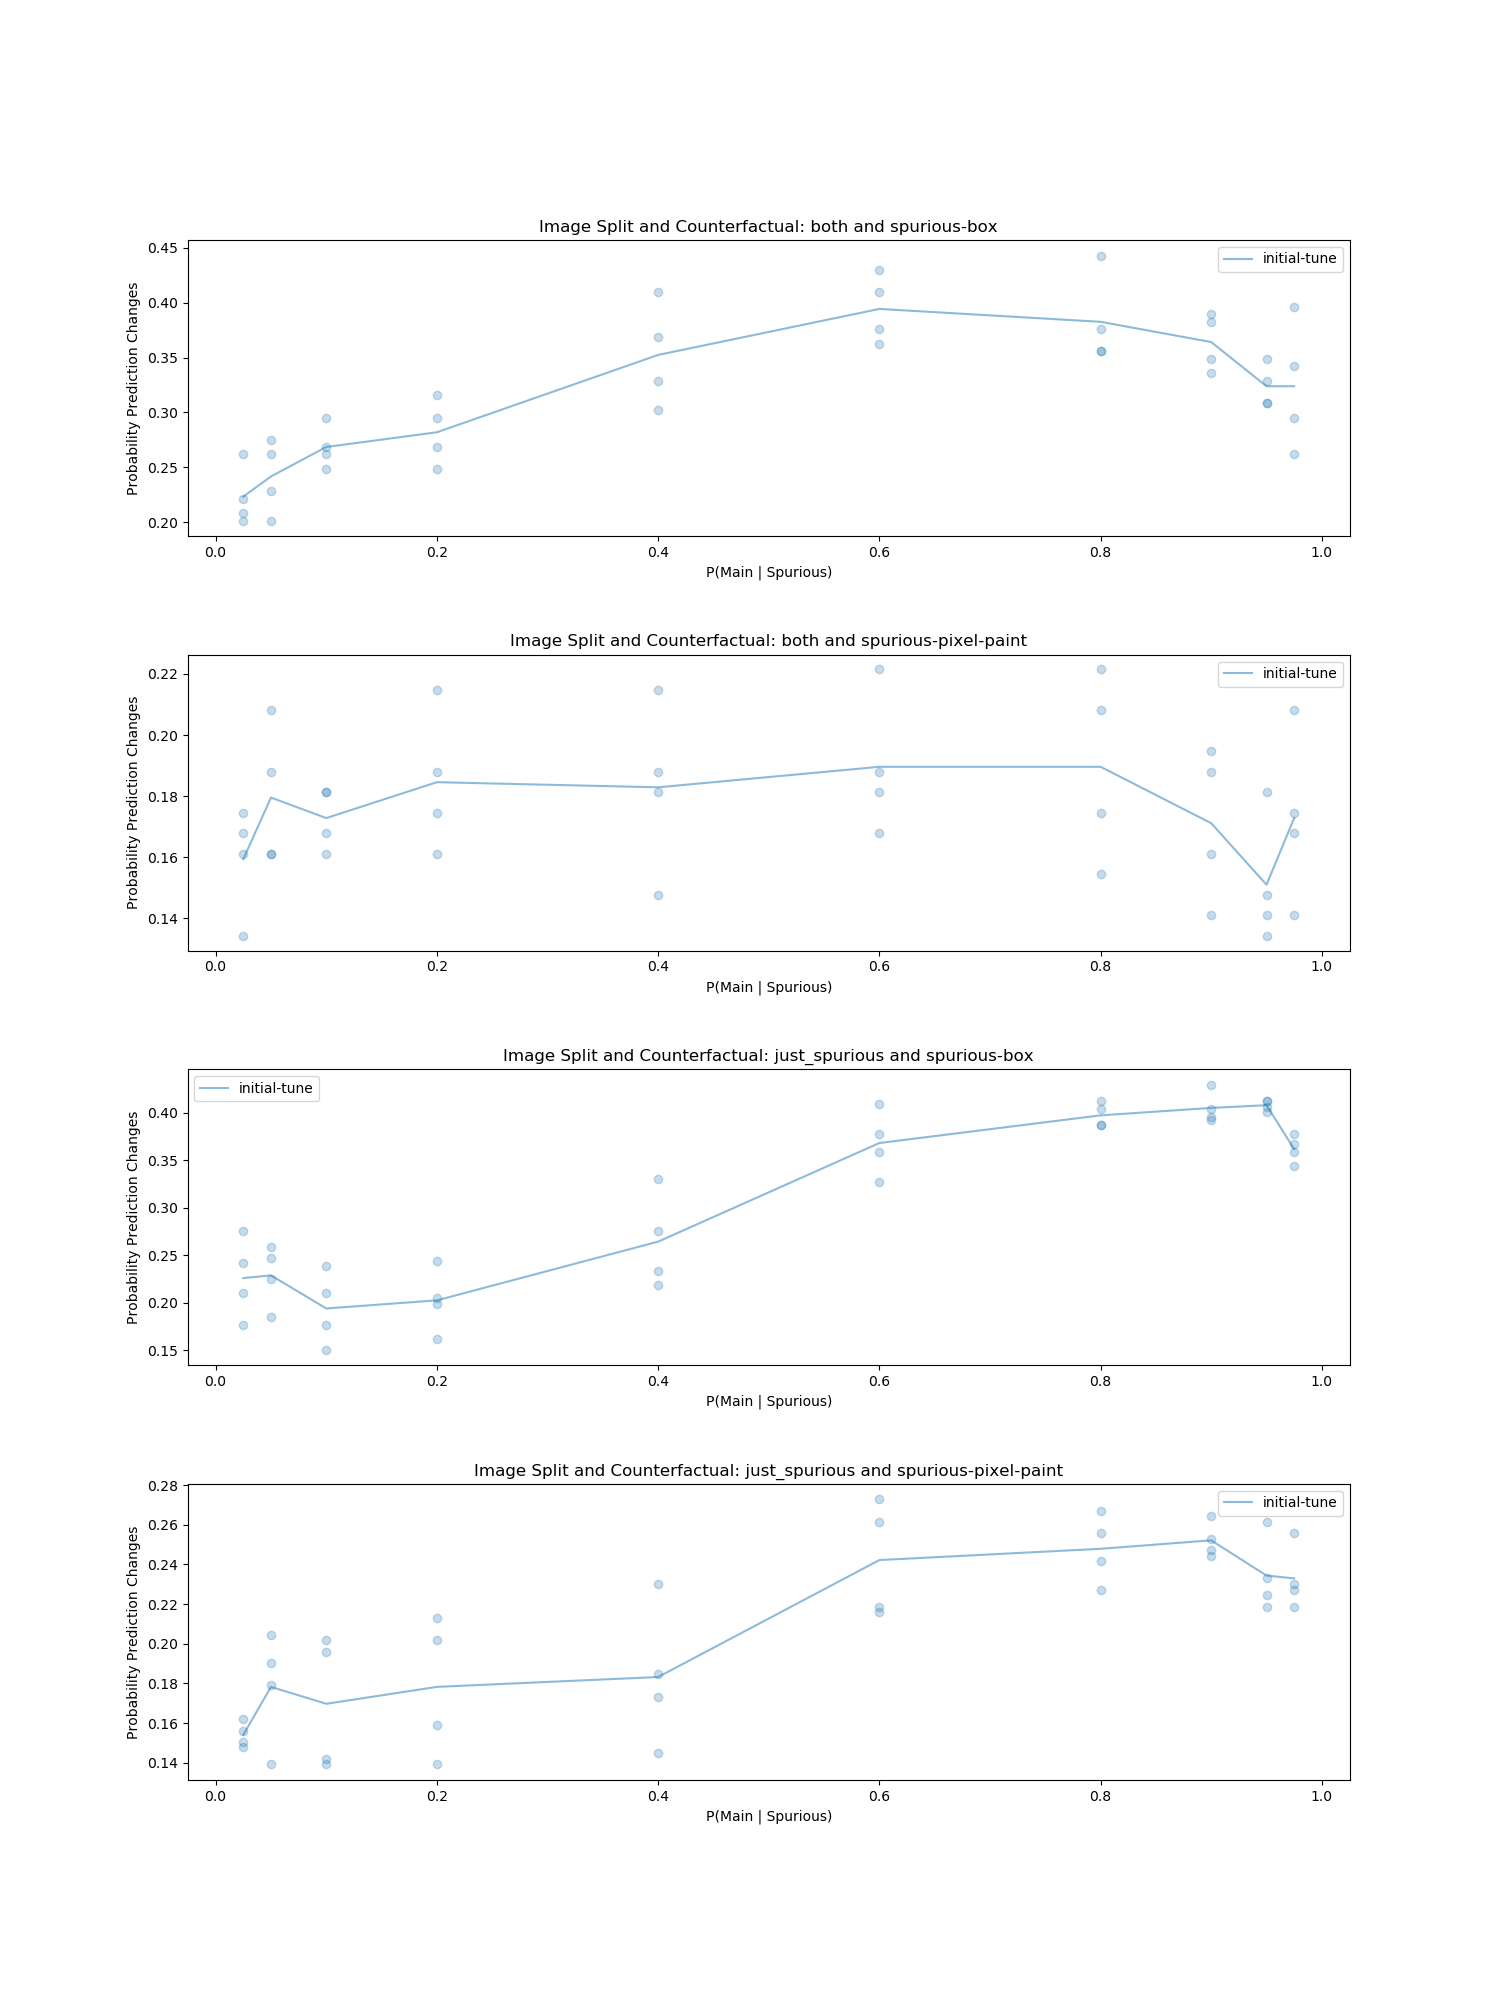 Image Split and Counterfactual: both and spurious-box
initial-tune
Probability Prediction Changes
0.45
0.40
0.35
0.30
0.25
0.20
0.0 0.2 0.4 0.6 0.8 1.0
P(Main | Spurious)
Image Split and Counterfactual: both and spurious-pixel-paint
initial-tune
Probability Prediction Changes
0.22
0.20
0.18
0.16
0.14
0.0 0.2 0.4 0.6 0.8 1.0
P(Main | Spurious)
Image Split and Counterfactual: just_spurious and spurious-box
initial-tune
Probability Prediction Changes
0.40
0.35
0.30
0.25
0.20
0.15
0.0 0.2 0.4 0.6 0.8 1.0
P(Main | Spurious)
Image Split and Counterfactual: just_spurious and spurious-pixel-paint
initial-tune
Probability Prediction Changes
0.28
0.26
0.24
0.22
0.20
0.18
0.16
0.14
0.0 0.2 0.4 0.6 0.8 1.0
P(Main | Spurious)